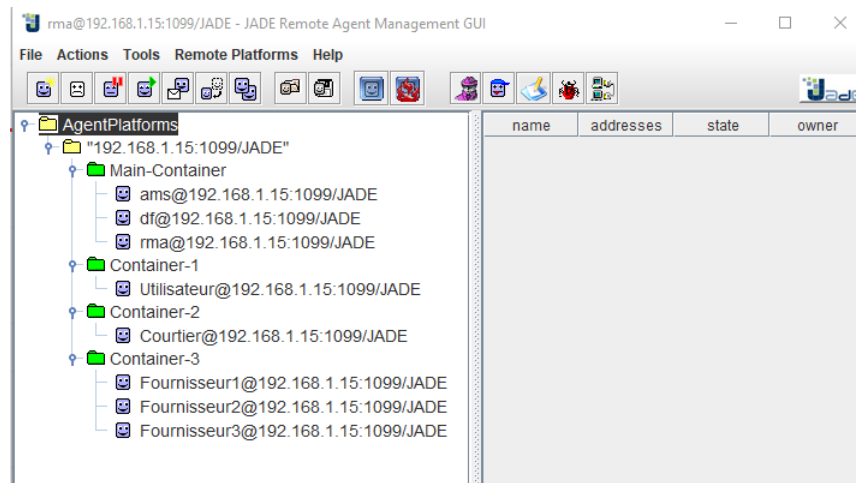 rma@192.168.1.15:1099/JADE - JADE Remote Agent Management GUI
File Actions Tools Remote Platforms Help
Jade
AgentPlatforms
name addresses state owner
"192.168.1.15:1099/JADE"
Main-Container
ams@192.168.1.15:1099/JADE
df@192.168.1.15:1099/JADE
rma@192.168.1.15:1099/JADE
Container-1
Utilisateur@192.168.1.15:1099/JADE
Container-2
Courtier@192.168.1.15:1099/JADE
Container-3
Fournisseur1@192.168.1.15:1099/JADE
Fournisseur2@192.168.1.15:1099/JADE
Fournisseur3@192.168.1.15:1099/JADE